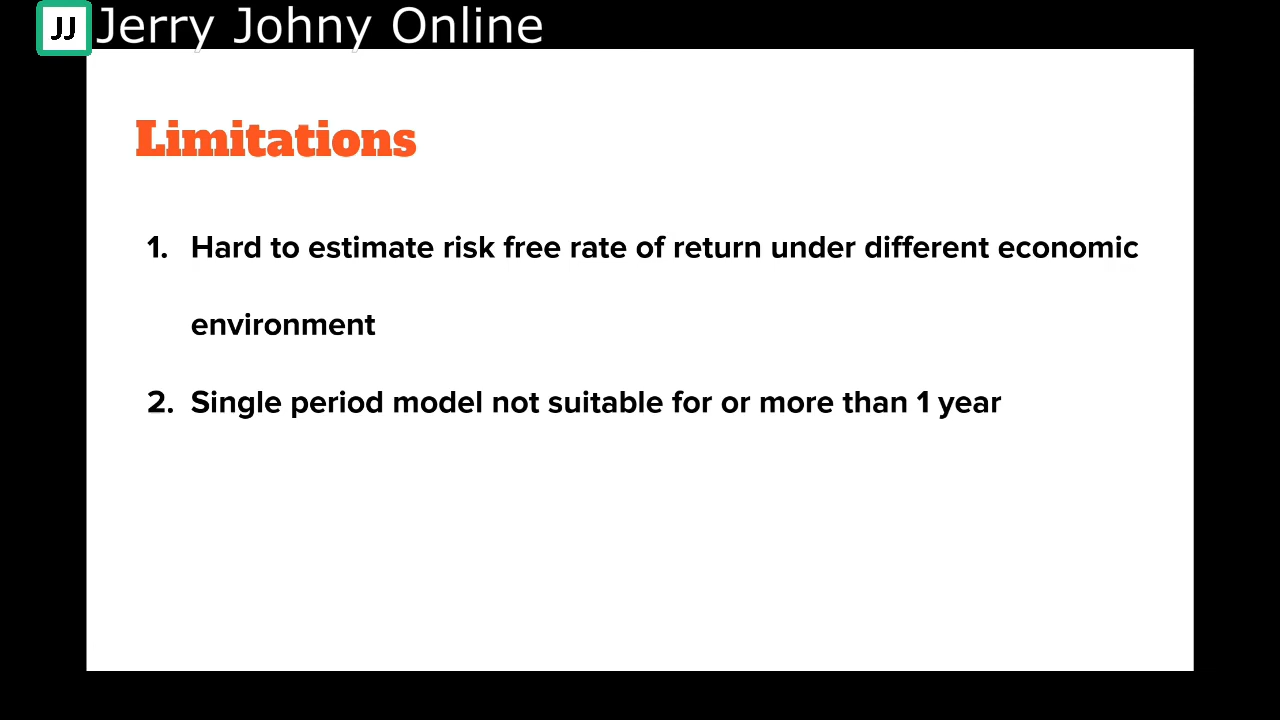 JJ Jerry Johny Online
Limitations
1. Hard to estimate risk free rate of return under different economic
environment
2. Single period model not suitable for or more than 1 year